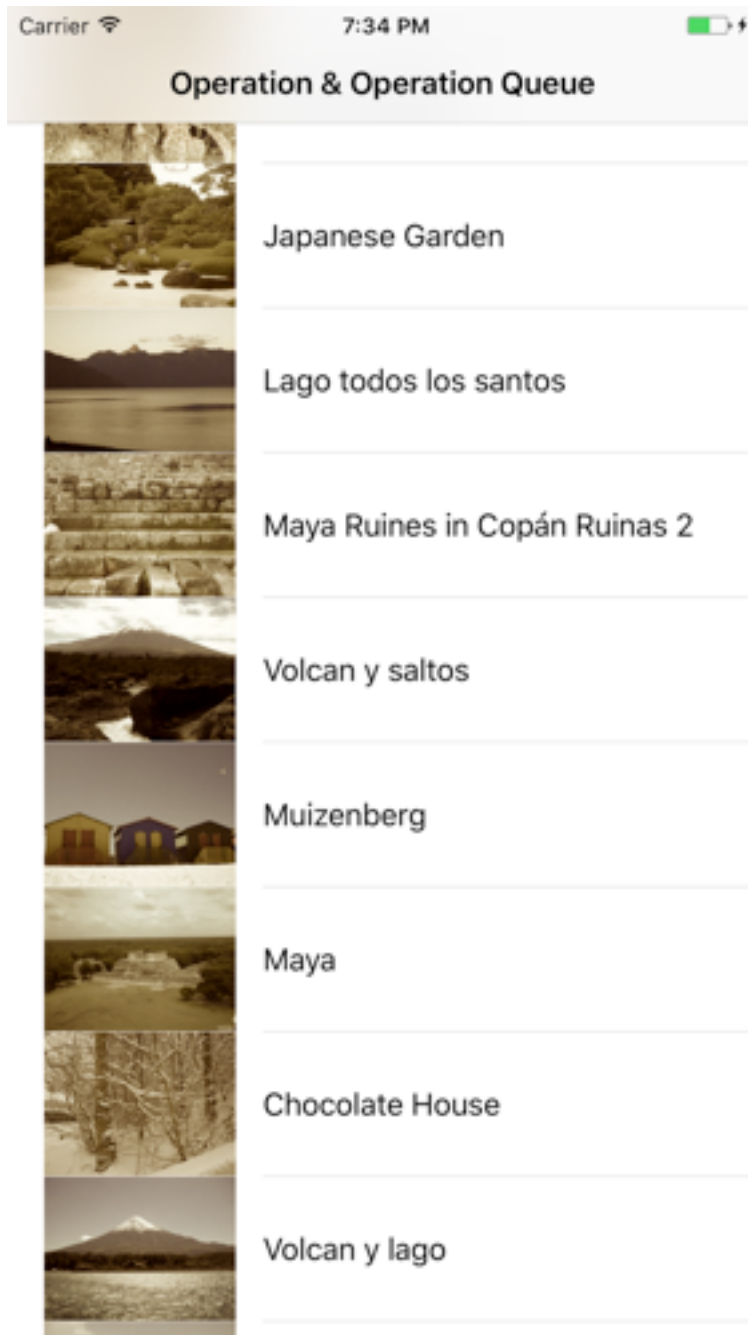 Carrier 7:34 PM
Operation & Operation Queue
Japanese Garden
Lago todos los santos
Maya Ruines in Copán Ruinas 2
Volcan y saltos
Muizenberg
Maya
Chocolate House
Volcan y lago